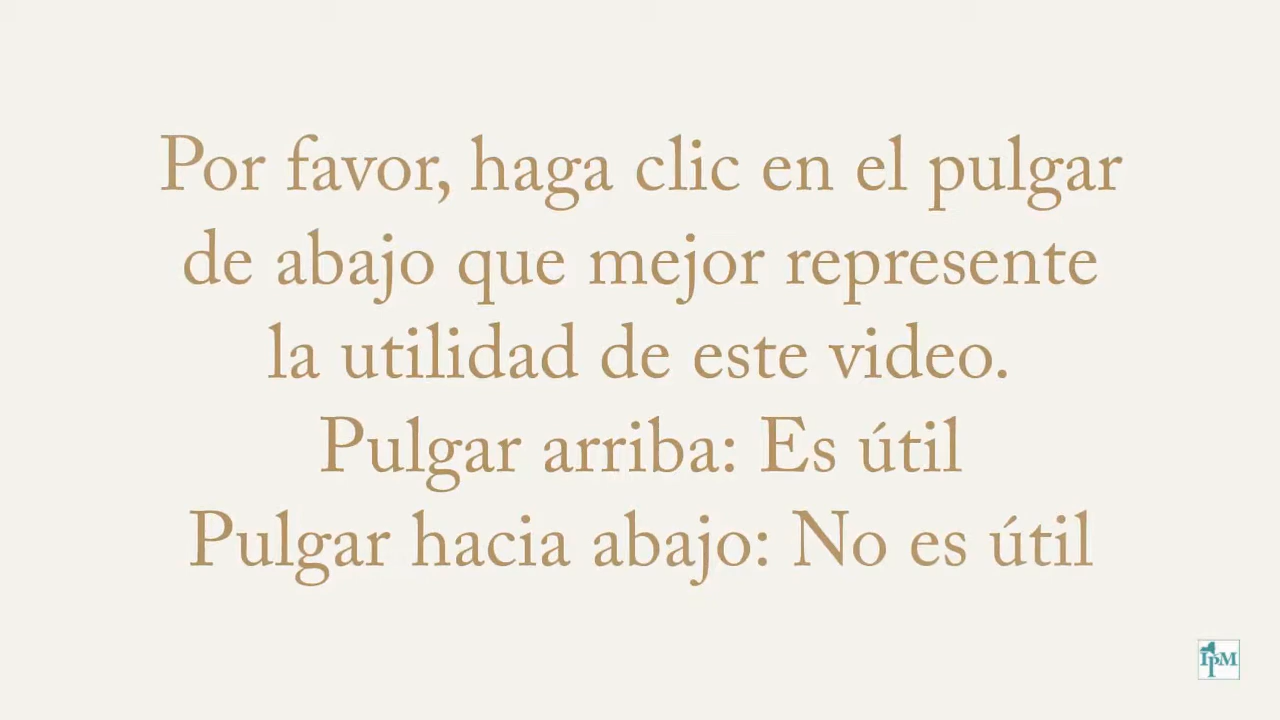 Por favor, haga clic en el pulgar
de abajo que mejor represente
la utilidad de este video.
Pulgar arriba: Es útil
Pulgar hacia abajo: No es útil
IPM